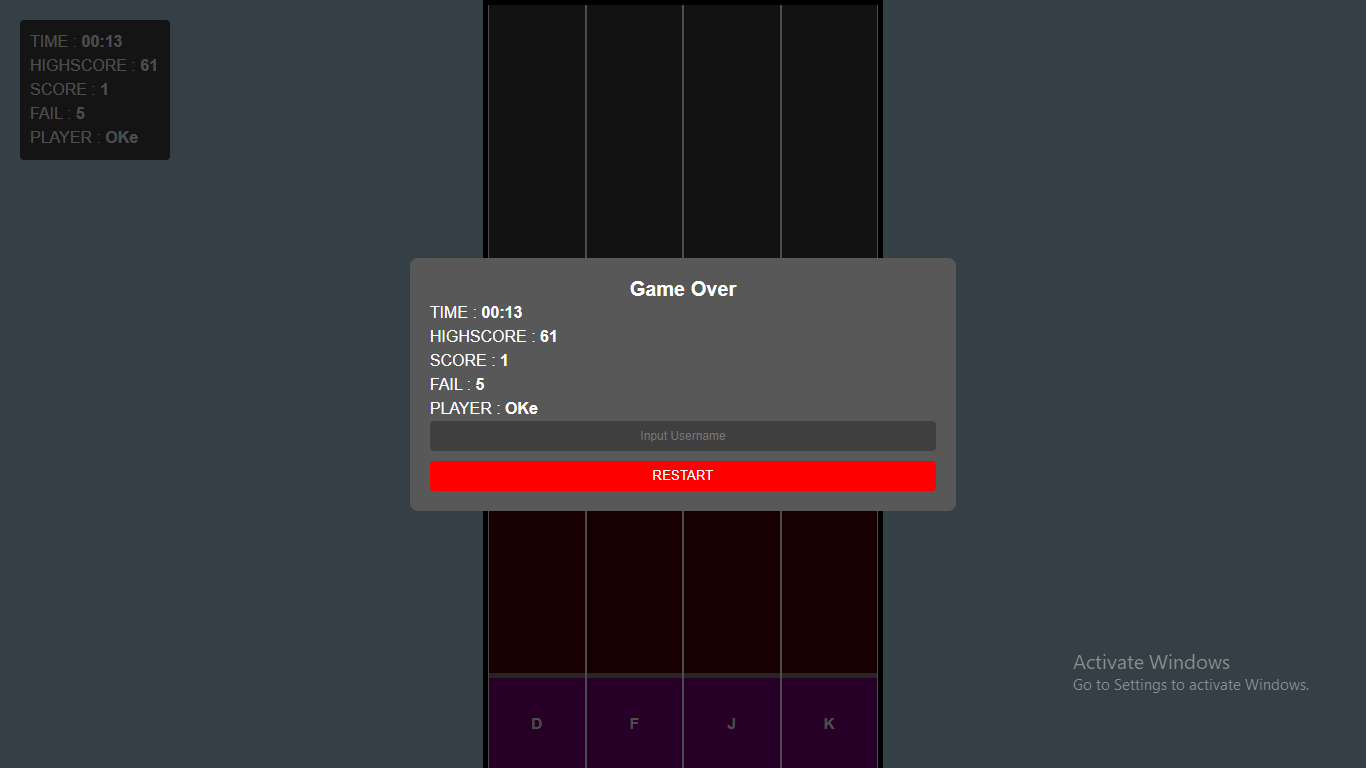 TIME : 00:13
HIGHSCORE : 61
SCORE : 1
FAIL : 5
PLAYER : OKe
Game Over
TIME : 00:13
HIGHSCORE : 61
SCORE : 1
FAIL : 5
PLAYER : OKe
Input Username
RESTART
Activate Windows
Go to Settings to activate Windows.
D F J K